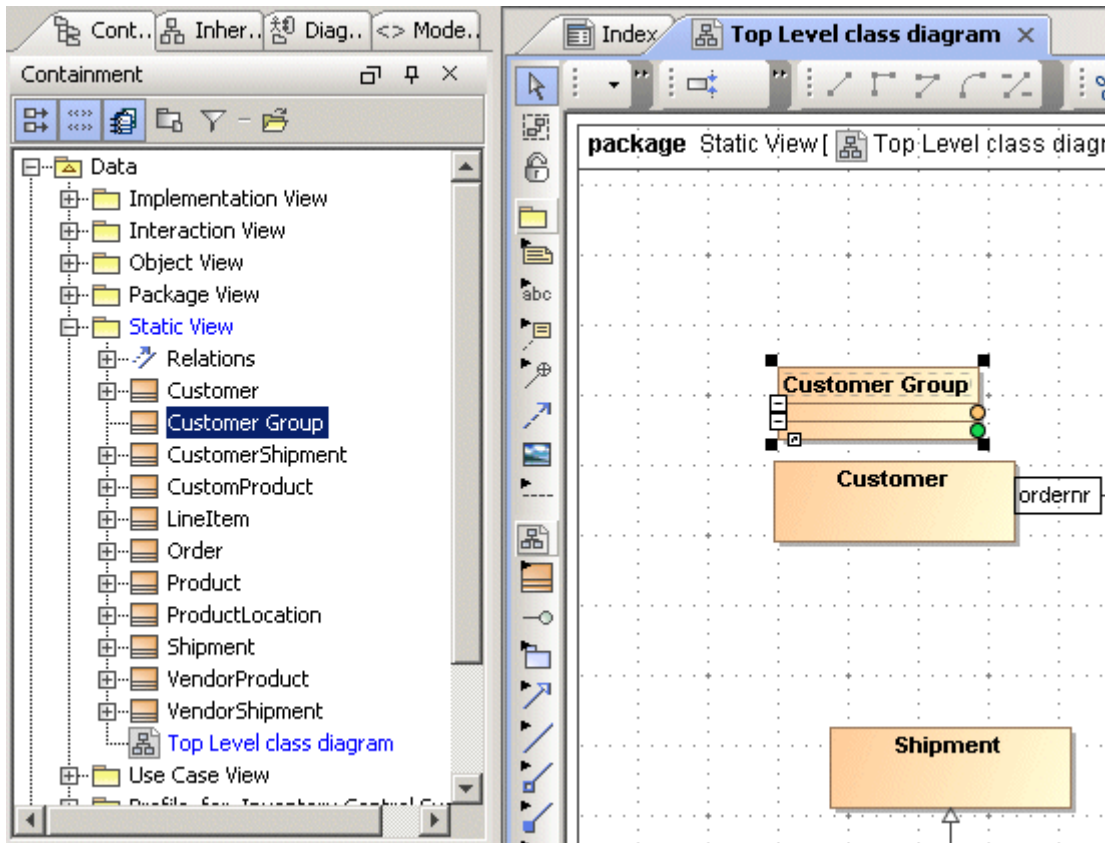 Cont..
Inher..
Diag..
<> Mode..
Containment
Data
Implementation View
Interaction View
Object View
Package View
Static View
Relations
Customer
Customer Group
CustomerShipment
CustomProduct
LineItem
Order
Product
ProductLocation
Shipment
VendorProduct
VendorShipment
Top Level class diagram
Use Case View
Index
Top Level class diagram
abc
package Static View [ Top Level class diagr
Customer Group
Customer
ordernr
Shipment